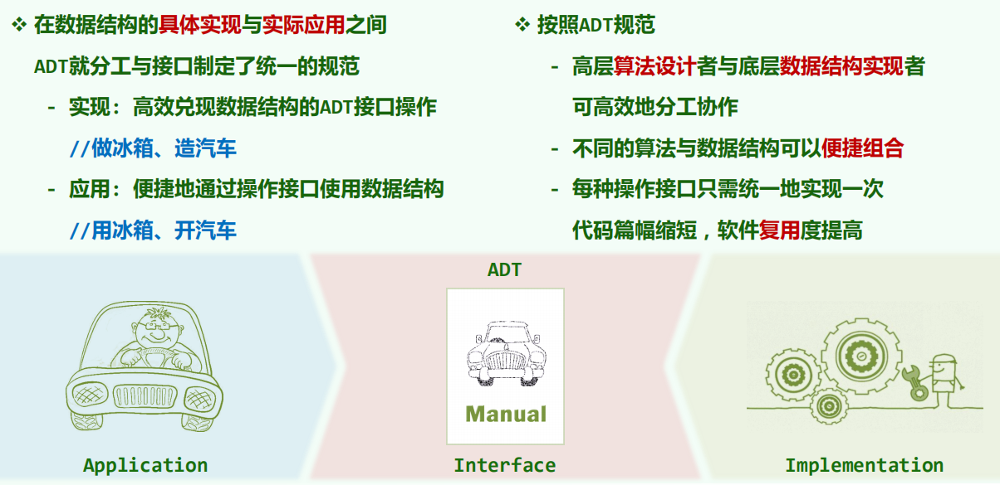 ❖ 在数据结构的具体实现与实际应用之间
ADT就分工与接口制定了统一的规范
- 实现：高效兑现数据结构的ADT接口操作
//做冰箱、造汽车
- 应用：便捷地通过操作接口使用数据结构
//用冰箱、开汽车
❖ 按照ADT规范
- 高层算法设计者与底层数据结构实现者
可高效地分工协作
- 不同的算法与数据结构可以便捷组合
- 每种操作接口只需统一地实现一次
代码篇幅缩短，软件复用度提高
ADT
Manual
Application
Interface
Implementation